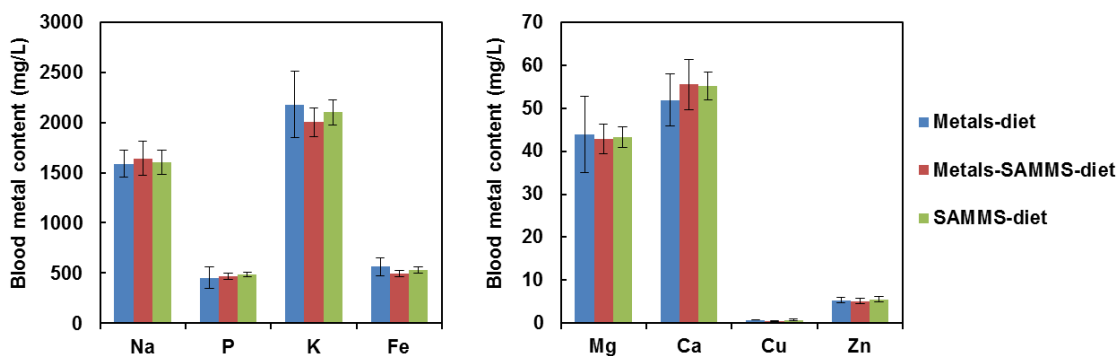 Blood metal content (mg/L)
3000
2500
2000
1500
1000
500
0
Na P K Fe
Blood metal content (mg/L)
70
60
50
40
30
20
10
0
Mg Ca Cu Zn
Metals-diet
Metals-SAMMS-diet
SAMMS-diet